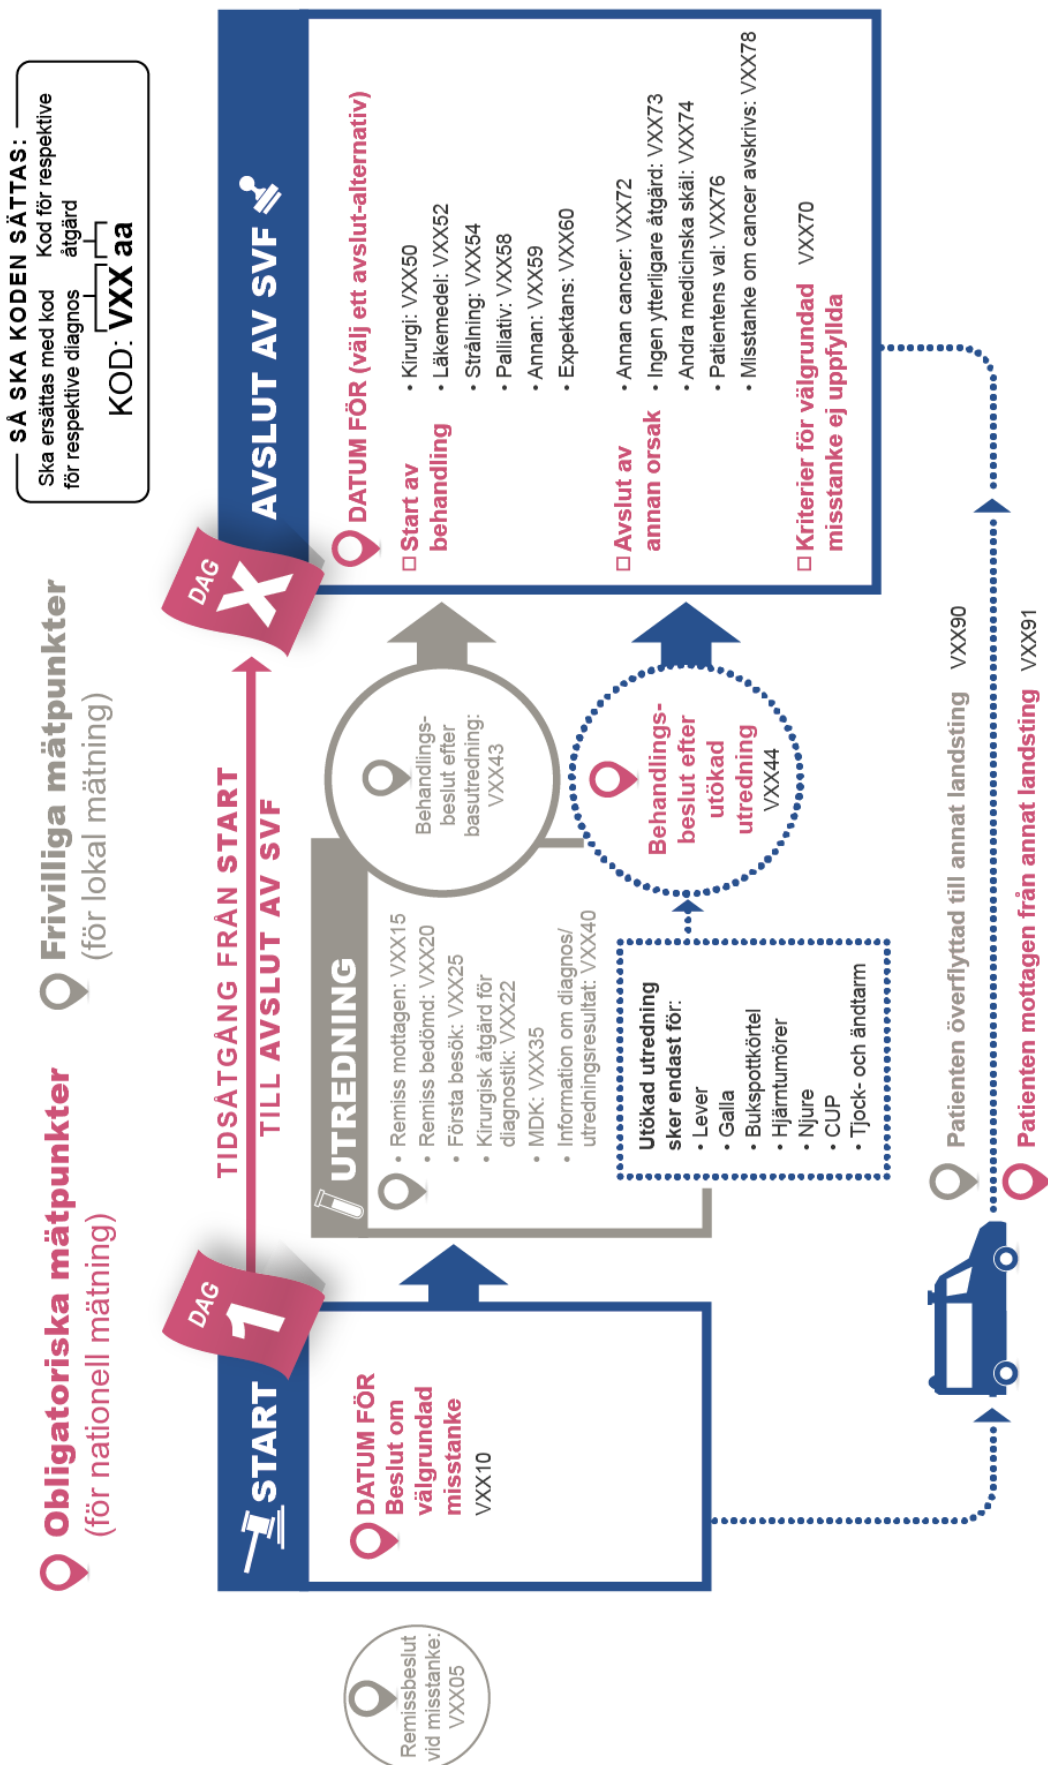 Obligatoriska mätpunkter
(för nationell mätning)
Frivilliga mätpunkter
(för lokal mätning)
SÅ SKA KODEN SÄTTAS:
Ska ersättas med kod
för respektive diagnos
Kod för respektive
åtgärd
KOD: VXX aa
TIDSÅTGÅNG FRÅN START
TILL AVSLUT AV SVF
Remissbeslut
vid misstanke:
VXX05
DAG
1
START
DATUM FÖR
Beslut om
välgrundad
misstanke
VXX10
UTREDNING
• Remiss mottagen: VXX15
• Remiss bedömd: VXX20
• Första besök: VXX25
• Kirurgisk åtgärd för
diagnostik: VXX22
• MDK: VXX35
• Information om diagnos/
utredningsresultat: VXX40
Utökad utredning
sker endast för:
• Lever
• Galla
• Bukspottkörtel
• Hjärntumörer
• Njure
• CUP
• Tjock- och ändtarm
Behandlings-
beslut efter
basutredning:
VXX43
Behandlings-
beslut efter
utökad
utredning
VXX44
DAG
X
AVSLUT AV SVF
DATUM FÖR (välj ett avslut-alternativ)
Start av
behandling
• Kirurgi: VXX50
• Läkemedel: VXX52
• Strålning: VXX54
• Palliativ: VXX58
• Annan: VXX59
• Expektans: VXX60
Avslut av
annan orsak
• Annan cancer: VXX72
• Ingen ytterligare åtgärd: VXX73
• Andra medicinska skäl: VXX74
• Patientens val: VXX76
• Misstanke om cancer avskrivs: VXX78
Kriterier för välgrundad VXX70
misstanke ej uppfyllda
Patienten överflyttad till annat landsting VXX90
Patienten mottagen från annat landsting VXX91